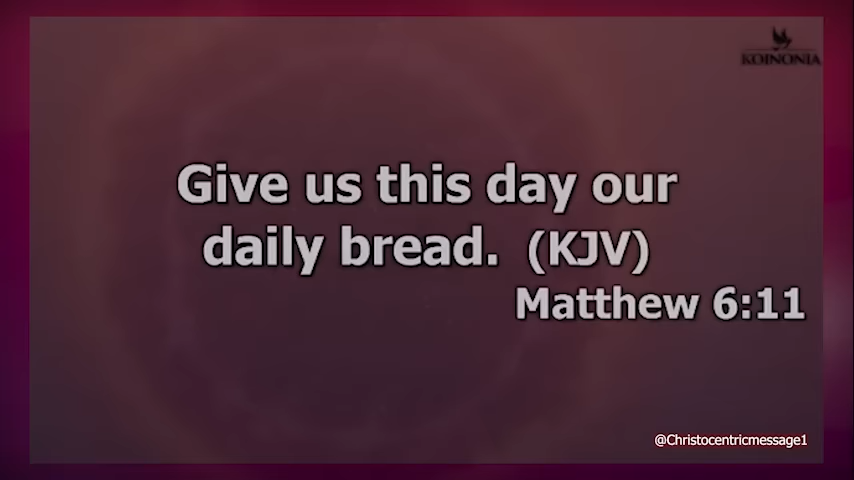 KOINONIA
Give us this day our
daily bread. (KJV)
Matthew 6:11
@Christocentricmessage1